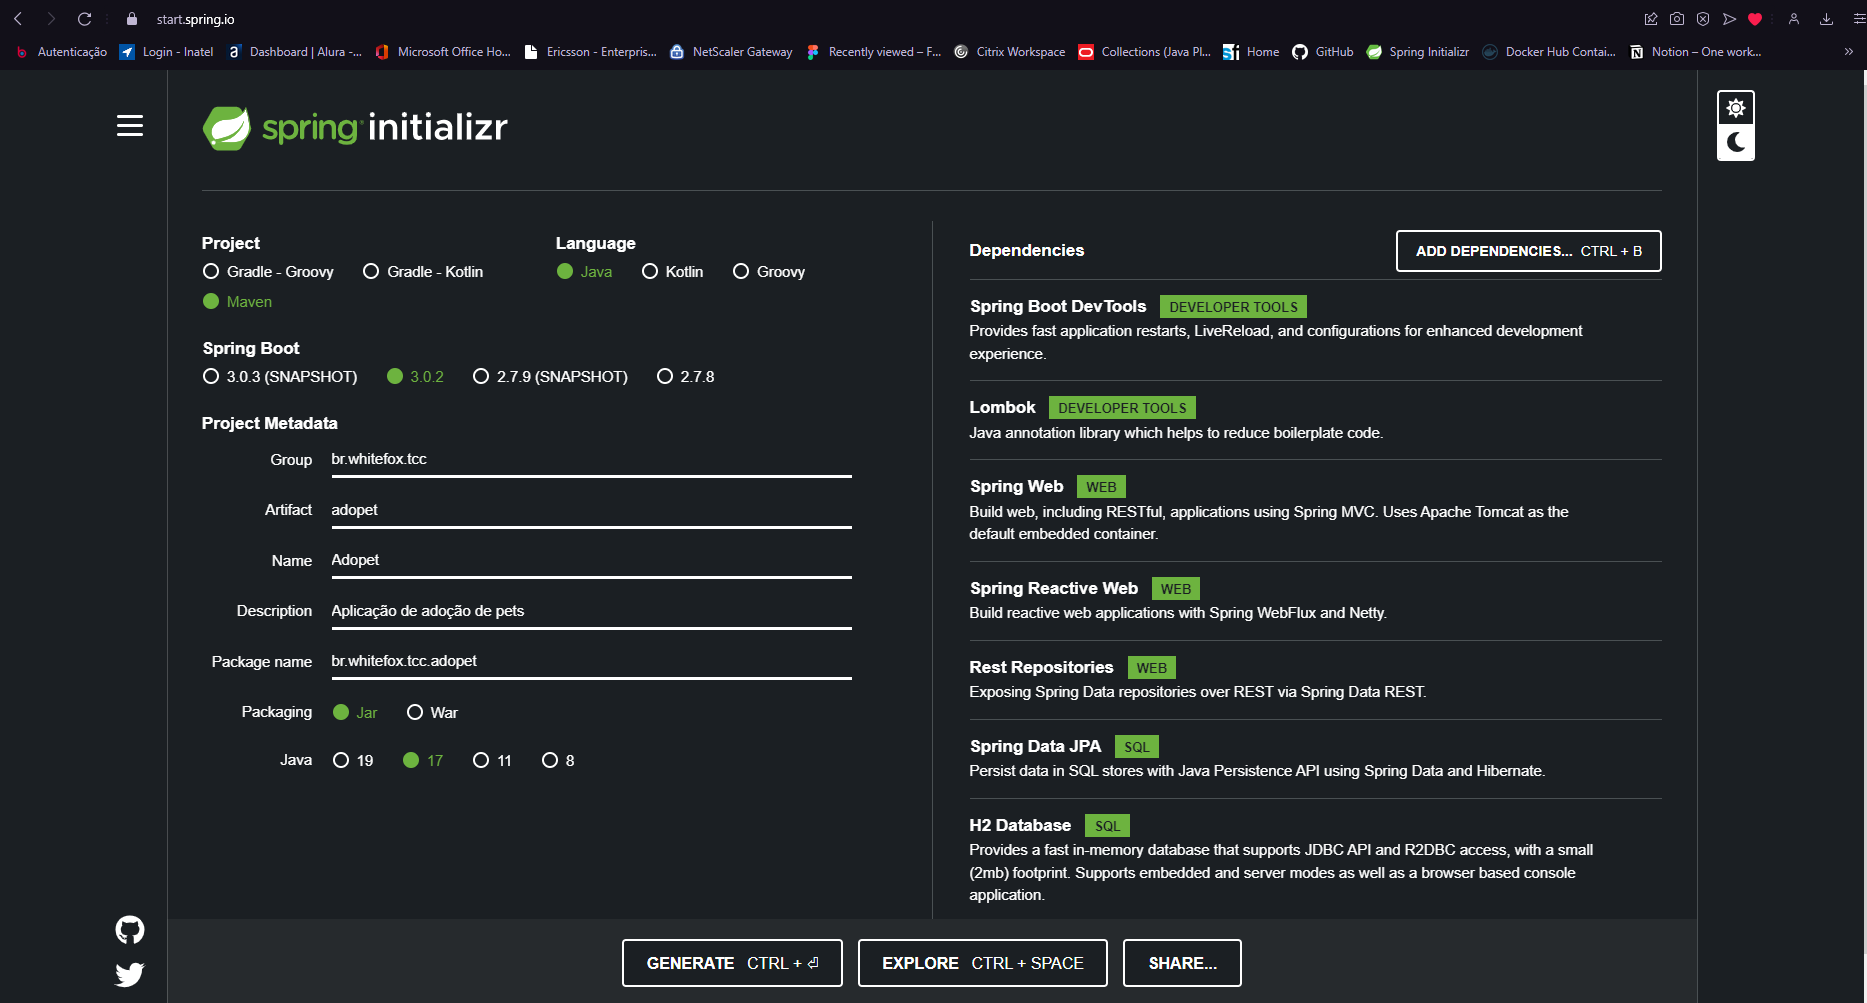 start.spring.io
Autenticação Login - Inatel Dashboard | Alura -... Microsoft Office Ho... Ericsson - Enterpris... NetScaler Gateway Recently viewed – F... Citrix Workspace Collections (Java Pl... Home GitHub Spring Initializr Docker Hub Contai... Notion – One work... »
spring initializr
Project
Gradle - Groovy Gradle - Kotlin
Maven
Language
Java Kotlin Groovy
Spring Boot
3.0.3 (SNAPSHOT) 3.0.2 2.7.9 (SNAPSHOT) 2.7.8
Project Metadata
Group br.whitefox.tcc
Artifact adopet
Name Adopet
Description Aplicação de adoção de pets
Package name br.whitefox.tcc.adopet
Packaging Jar War
Java 19 17 11 8
Dependencies ADD DEPENDENCIES... CTRL + B
Spring Boot DevTools DEVELOPER TOOLS
Provides fast application restarts, LiveReload, and configurations for enhanced development
experience.
Lombok DEVELOPER TOOLS
Java annotation library which helps to reduce boilerplate code.
Spring Web WEB
Build web, including RESTful, applications using Spring MVC. Uses Apache Tomcat as the
default embedded container.
Spring Reactive Web WEB
Build reactive web applications with Spring WebFlux and Netty.
Rest Repositories WEB
Exposing Spring Data repositories over REST via Spring Data REST.
Spring Data JPA SQL
Persist data in SQL stores with Java Persistence API using Spring Data and Hibernate.
H2 Database SQL
Provides a fast in-memory database that supports JDBC API and R2DBC access, with a small
(2mb) footprint. Supports embedded and server modes as well as a browser based console
application.
GENERATE CTRL + ⏎ EXPLORE CTRL + SPACE SHARE...